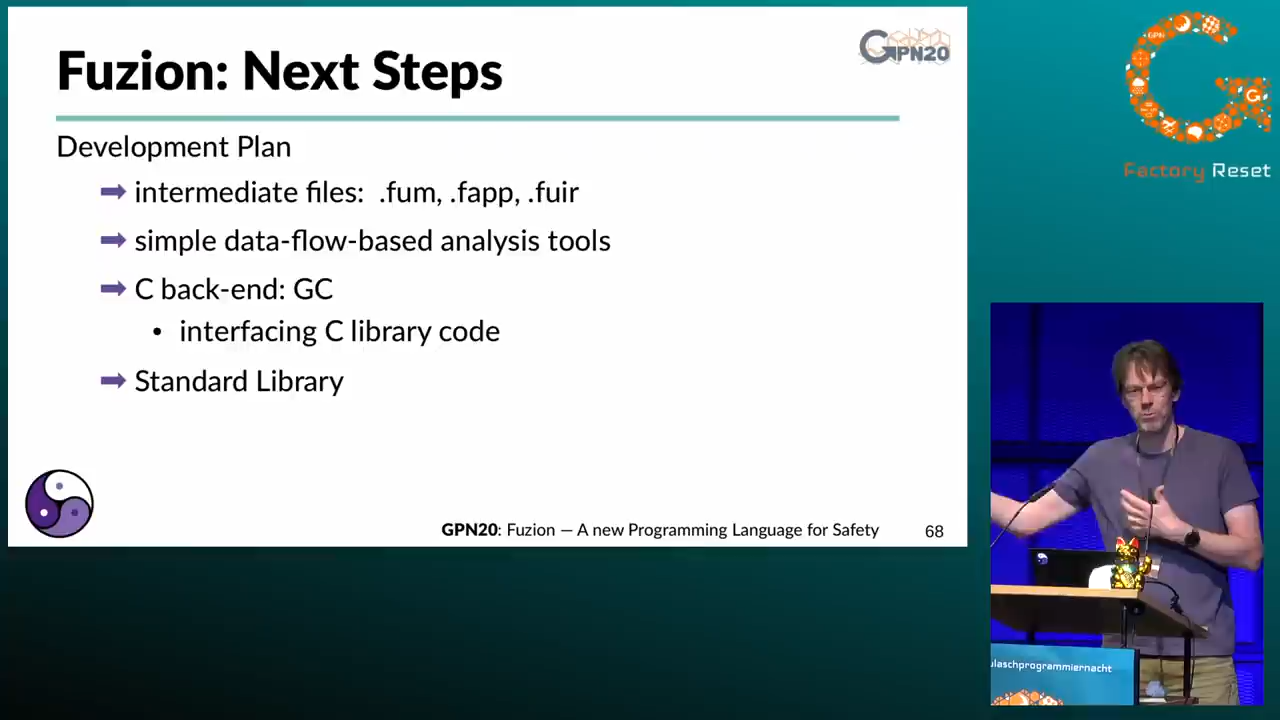 Fuzion: Next Steps
GPN20
Development Plan
intermediate files: .fum, .fapp, .fuir
simple data-flow-based analysis tools
C back-end: GC
• interfacing C library code
Standard Library
GPN20: Fuzion — A new Programming Language for Safety
68
Factory Reset
ulaschprogrammiernacht